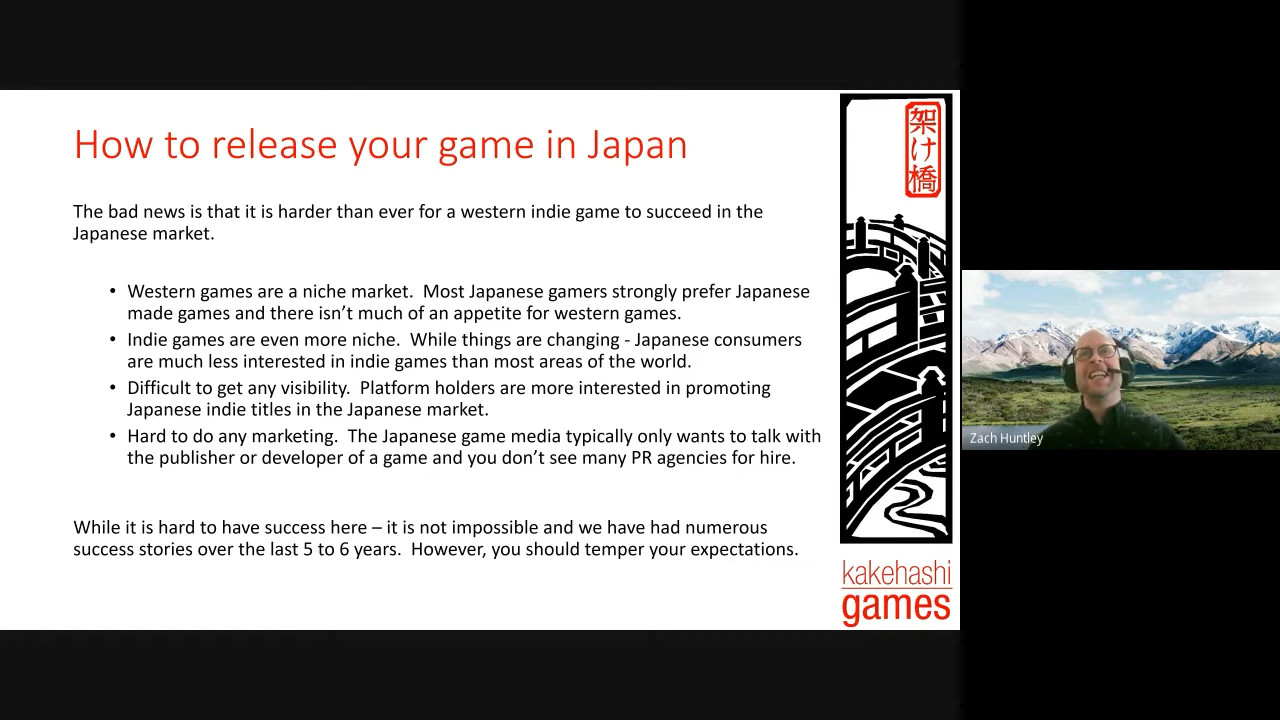 How to release your game in Japan
The bad news is that it is harder than ever for a western indie game to succeed in the
Japanese market.
• Western games are a niche market.  Most Japanese gamers strongly prefer Japanese
made games and there isn’t much of an appetite for western games.
• Indie games are even more niche.  While things are changing - Japanese consumers
are much less interested in indie games than most areas of the world.
• Difficult to get any visibility.  Platform holders are more interested in promoting
Japanese indie titles in the Japanese market.
• Hard to do any marketing.  The Japanese game media typically only wants to talk with
the publisher or developer of a game and you don’t see many PR agencies for hire.
While it is hard to have success here – it is not impossible and we have had numerous
success stories over the last 5 to 6 years.  However, you should temper your expectations.
架け橋
kakehashi
games
Zach Huntley